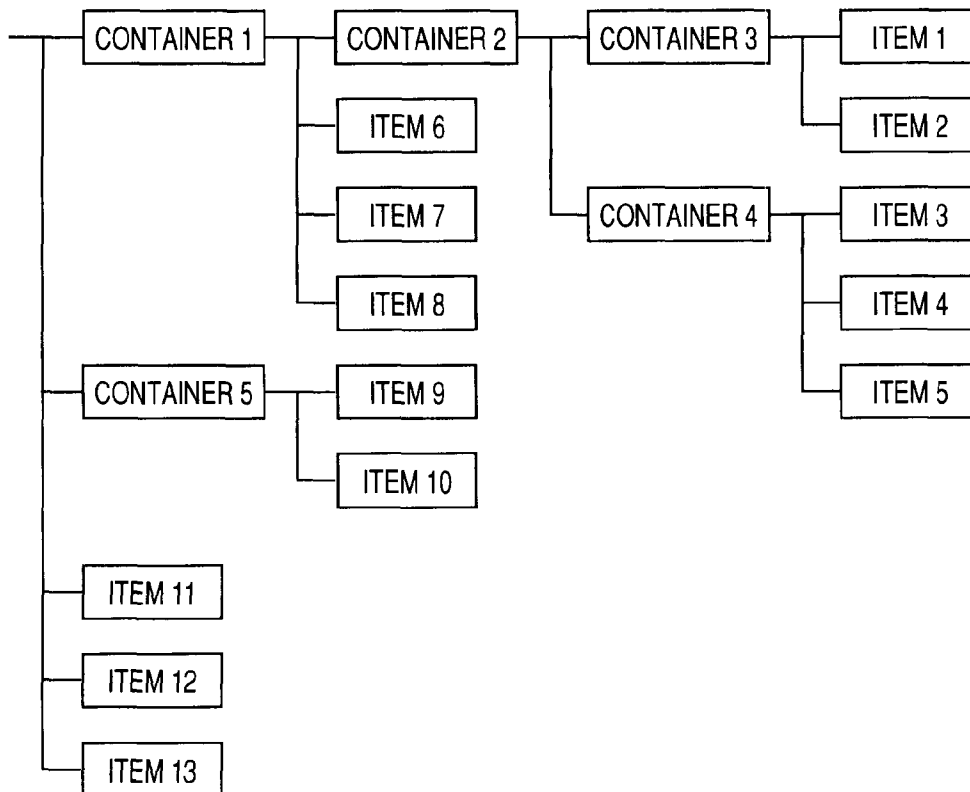 CONTAINER 1
CONTAINER 2
CONTAINER 3
ITEM 1
ITEM 2
ITEM 6
ITEM 7
CONTAINER 4
ITEM 3
ITEM 8
ITEM 4
CONTAINER 5
ITEM 9
ITEM 5
ITEM 10
ITEM 11
ITEM 12
ITEM 13